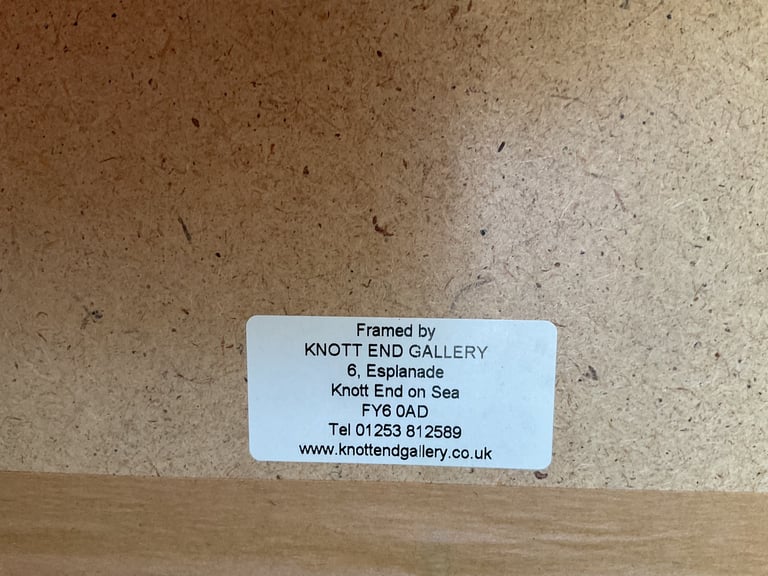 Framed by
KNOTT END GALLERY
6, Esplanade
Knott End on Sea
FY6 0AD
Tel 01253 812589
www.knottendgallery.co.uk